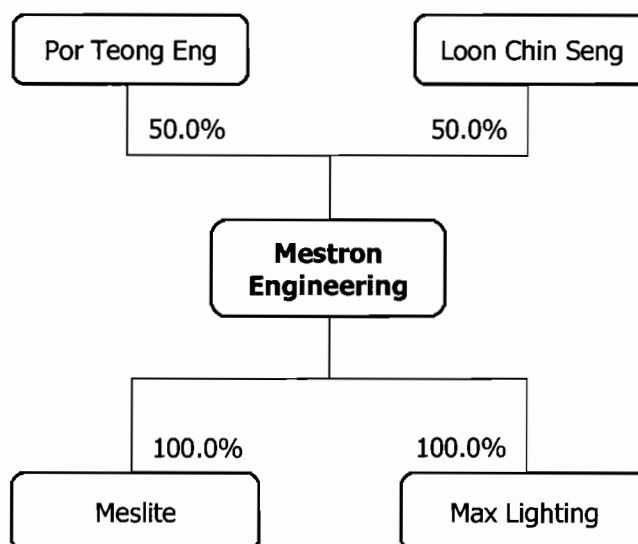 Por Teong Eng
Loon Chin Seng
50.0%
50.0%
Mestron
Engineering
100.0%
100.0%
Meslite
Max Lighting